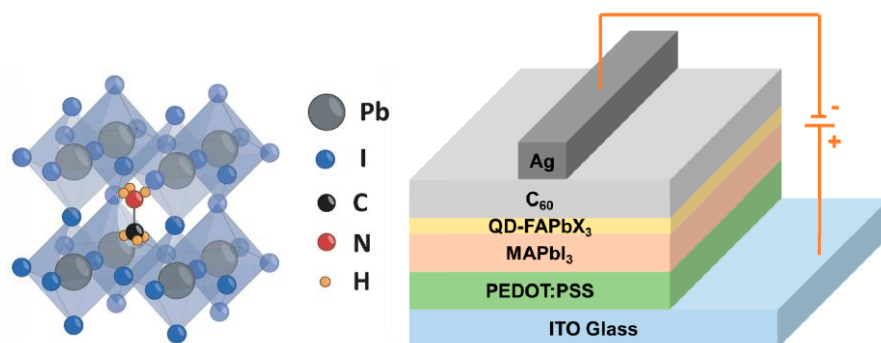 Pb
I
C
N
H
-
+
Ag
C₆₀
QD-FAPbX₃
MAPbI₃
PEDOT:PSS
ITO Glass